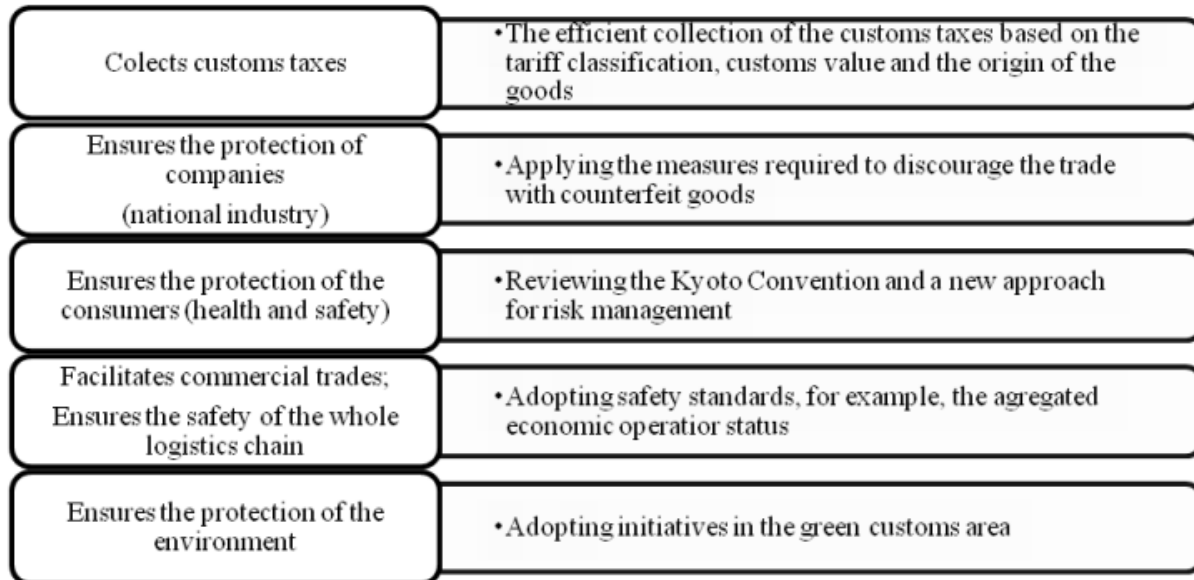 Colects customs taxes
•The efficient collection of the customs taxes based on the
tariff classification, customs value and the origin of the
goods
Ensures the protection of
companies
(national industry)
•Applying the measures required to discourage the trade
with counterfeit goods
Ensures the protection of the
consumers (health and safety)
•Reviewing the Kyoto Convention and a new approach
for risk management
Facilitates commercial trades;
Ensures the safety of the whole
logistics chain
•Adopting safety standards, for example, the agregated
economic operatior status
Ensures the protection of the
environment
•Adopting initiatives in the green customs area